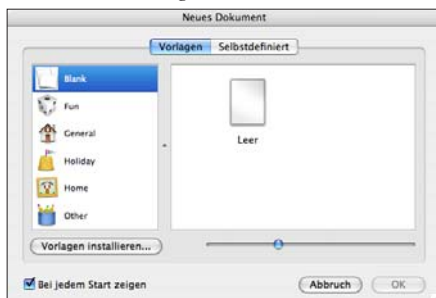 Neues Dokument
Vorlagen Selbstdefiniert
Blank
Fun
General
Holiday
Home
Other
Leer
Vorlagen installieren...
Bei jedem Start zeigen
Abbruch OK